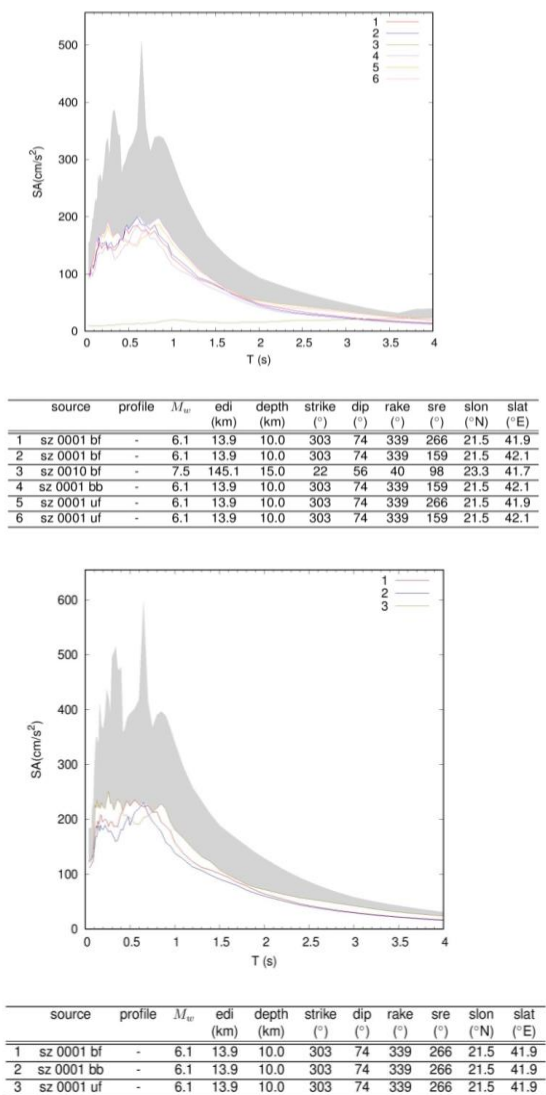 1
2
3
4
5
6
500
400
300
200
100
0
SA(cm/s²)
0 0.5 1 1.5 2 2.5 3 3.5 4
T (s)
source profile Mw edi depth strike dip rake sre slon slat
(km) (km) (°) (°) (°) (°) (°N) (°E)
1 sz 0001 bf - 6.1 13.9 10.0 303 74 339 266 21.5 41.9
2 sz 0001 bf - 6.1 13.9 10.0 303 74 339 159 21.5 42.1
3 sz 0010 bf - 7.5 145.1 15.0 22 56 40 98 23.3 41.7
4 sz 0001 bb - 6.1 13.9 10.0 303 74 339 159 21.5 42.1
5 sz 0001 uf - 6.1 13.9 10.0 303 74 339 266 21.5 41.9
6 sz 0001 uf - 6.1 13.9 10.0 303 74 339 159 21.5 42.1
1
2
3
600
500
400
300
200
100
0
SA(cm/s²)
0 0.5 1 1.5 2 2.5 3 3.5 4
T (s)
source profile Mw edi depth strike dip rake sre slon slat
(km) (km) (°) (°) (°) (°) (°N) (°E)
1 sz 0001 bf - 6.1 13.9 10.0 303 74 339 266 21.5 41.9
2 sz 0001 bb - 6.1 13.9 10.0 303 74 339 266 21.5 41.9
3 sz 0001 uf - 6.1 13.9 10.0 303 74 339 266 21.5 41.9